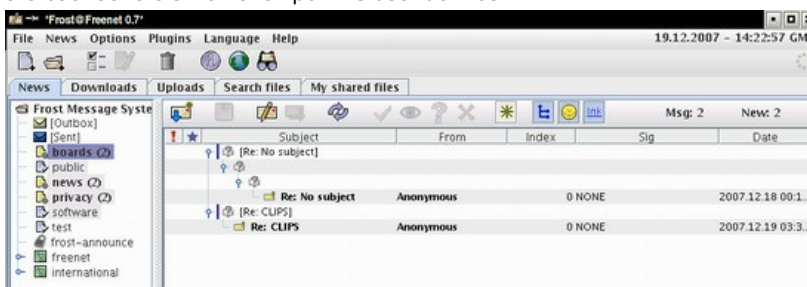 *Frost@Freenet 0.7*
File News Options Plugins Language Help 19.12.2007 - 14:22:57 GM
News Downloads Uploads Search files My shared files
Frost Message Syste
[Outbox]
[Sent]
boards (2)
public
news (2)
privacy (2)
software
test
frost-announce
freenet
international
lnk Msg: 2 New: 2
Subject From Index Sig Date
[Re: No subject]
Re: No subject Anonymous 0 NONE 2007.12.18 00:1..
[Re: CLIPS]
Re: CLIPS Anonymous 0 NONE 2007.12.19 03:3..